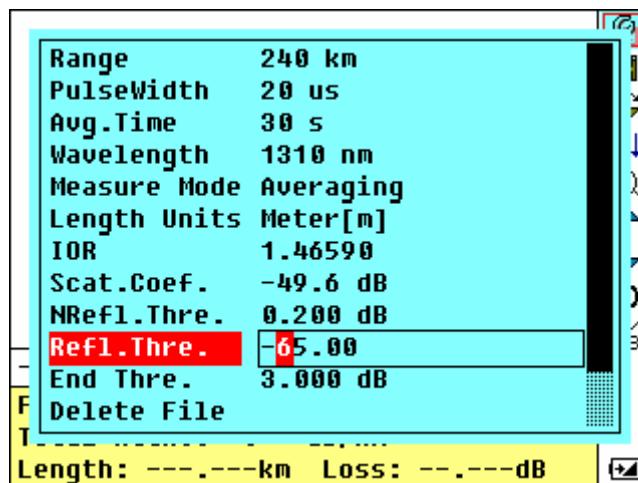 Range 240 km
PulseWidth 20 us
Avg.Time 30 s
Wavelength 1310 nm
Measure Mode Averaging
Length Units Meter[m]
IOR 1.46590
Scat.Coef. -49.6 dB
NRefl.Thre. 0.200 dB
Refl.Thre. -65.00
End Thre. 3.000 dB
Delete File
Length: ---.---km Loss: --.---dB